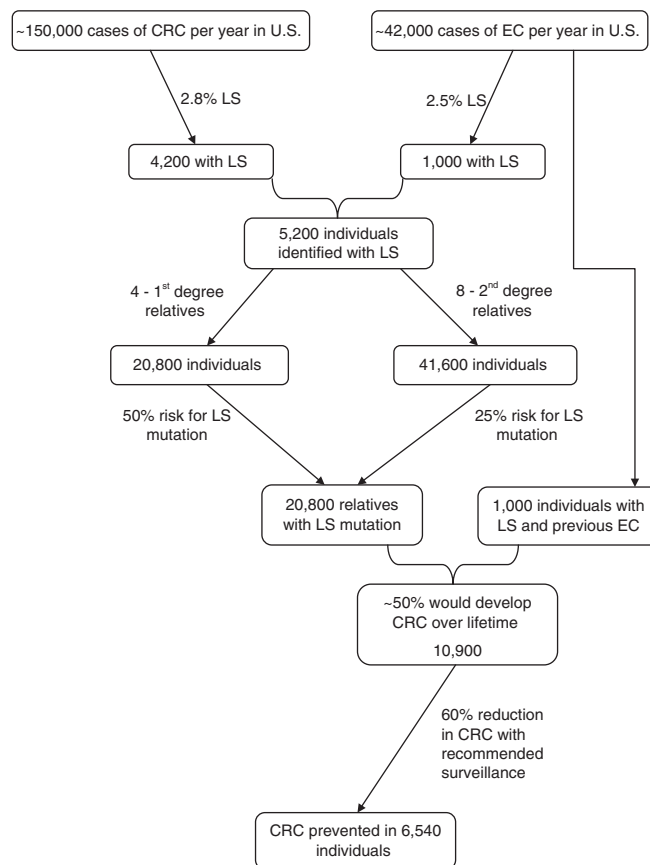 ~150,000 cases of CRC per year in U.S.
~42,000 cases of EC per year in U.S.
2.8% LS
2.5% LS
4,200 with LS
1,000 with LS
5,200 individuals
identified with LS
4 - 1st degree
relatives
8 - 2nd degree
relatives
20,800 individuals
41,600 individuals
50% risk for LS
mutation
25% risk for LS
mutation
20,800 relatives
with LS mutation
1,000 individuals with
LS and previous EC
~50% would develop
CRC over lifetime
10,900
60% reduction
in CRC with
recommended
surveillance
CRC prevented in 6,540
individuals